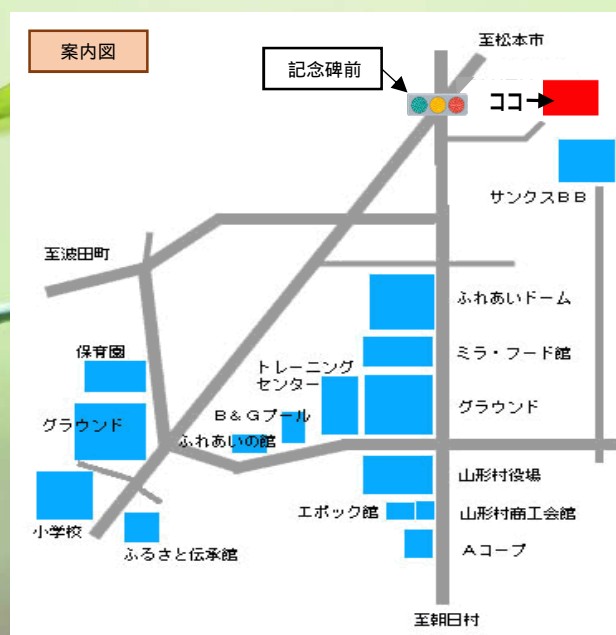 案内図
記念碑前
至松本市
ココ→
サンクスＢＢ
至波田町
ふれあいドーム
保育園
ミラ・フード館
トレーニング
センター
グラウンド
グラウンド
Ｂ＆Ｇプール
ふれあいの館
山形村役場
エポック館
山形村商工会館
小学校
ふるさと伝承館
Ａコープ
至朝日村